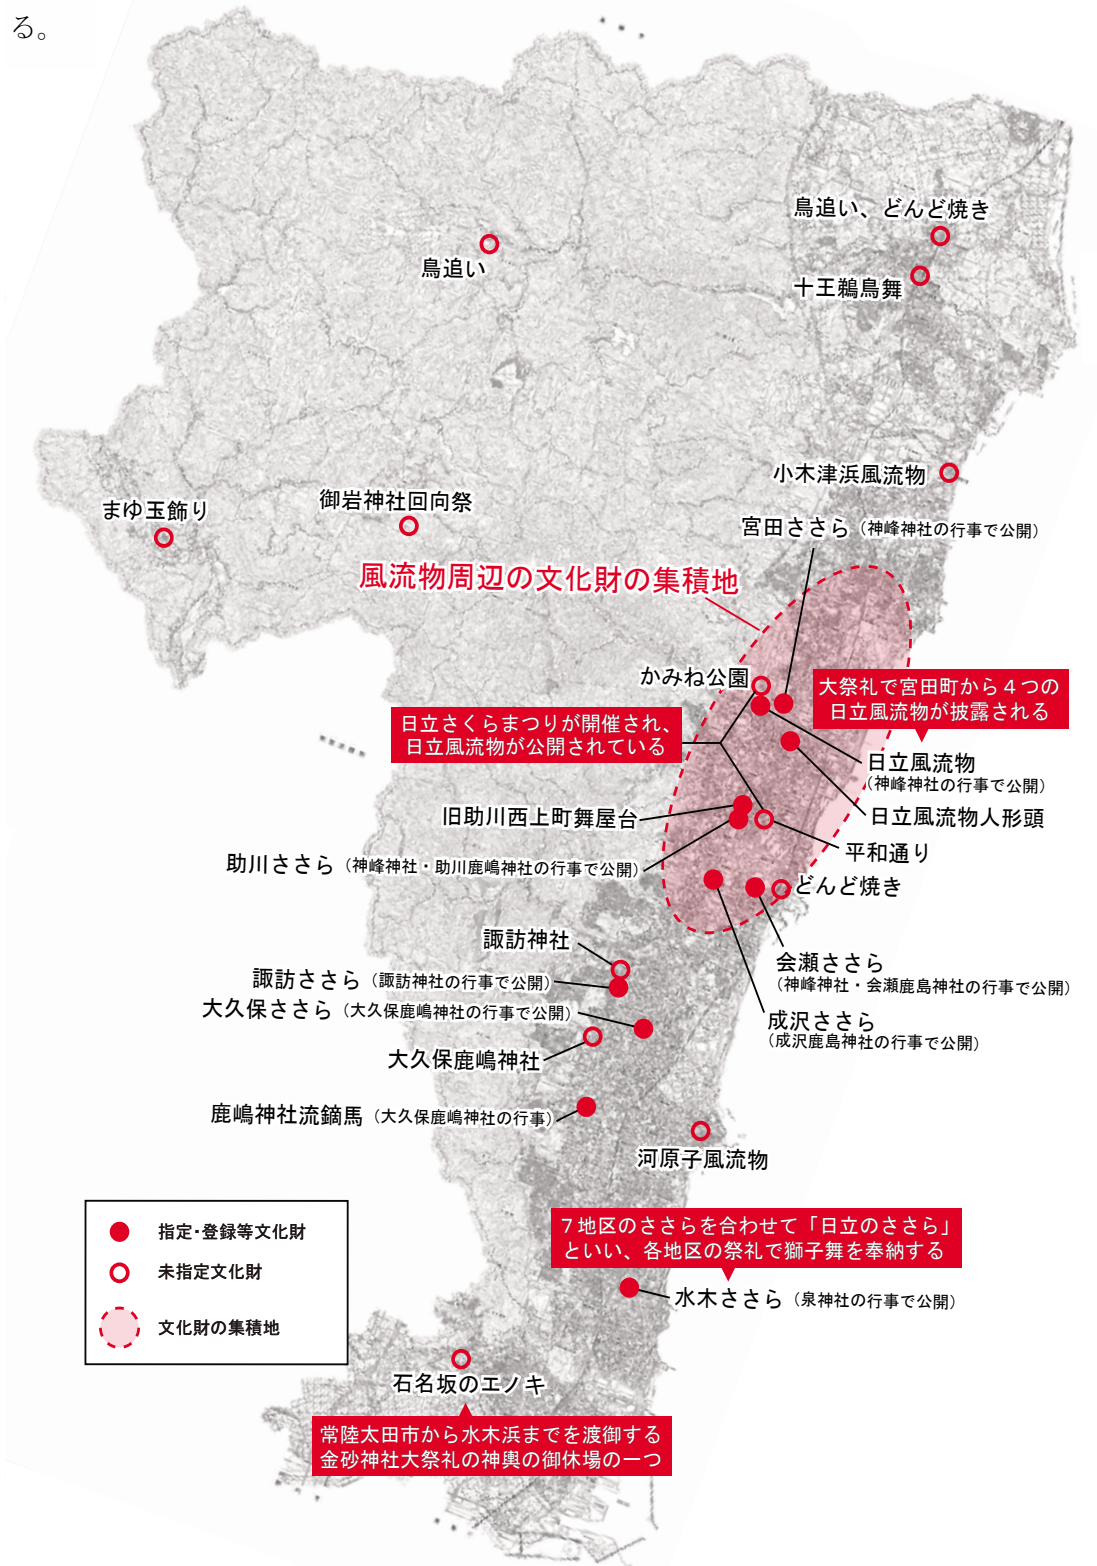 る。
鳥追い、どんど焼き
鳥追い
十王鵜鳥舞
小木津浜風流物
まゆ玉飾り
御岩神社回向祭
宮田ささら（神峰神社の行事で公開）
風流物周辺の文化財の集積地
かみね公園
大祭礼で宮田町から４つの
日立風流物が披露される
日立さくらまつりが開催され、
日立風流物が公開されている
日立風流物
（神峰神社の行事で公開）
旧助川西上町舞屋台
日立風流物人形頭
平和通り
助川ささら（神峰神社・助川鹿嶋神社の行事で公開）
どんど焼き
諏訪神社
会瀬ささら
（神峰神社・会瀬鹿島神社の行事で公開）
諏訪ささら（諏訪神社の行事で公開）
大久保ささら（大久保鹿嶋神社の行事で公開）
成沢ささら
（成沢鹿島神社の行事で公開）
大久保鹿嶋神社
鹿嶋神社流鏑馬（大久保鹿嶋神社の行事）
河原子風流物
指定・登録等文化財
未指定文化財
文化財の集積地
７地区のささらを合わせて「日立のささら」
といい、各地区の祭礼で獅子舞を奉納する
水木ささら（泉神社の行事で公開）
石名坂のエノキ
常陸太田市から水木浜までを渡御する
金砂神社大祭礼の神輿の御休場の一つ